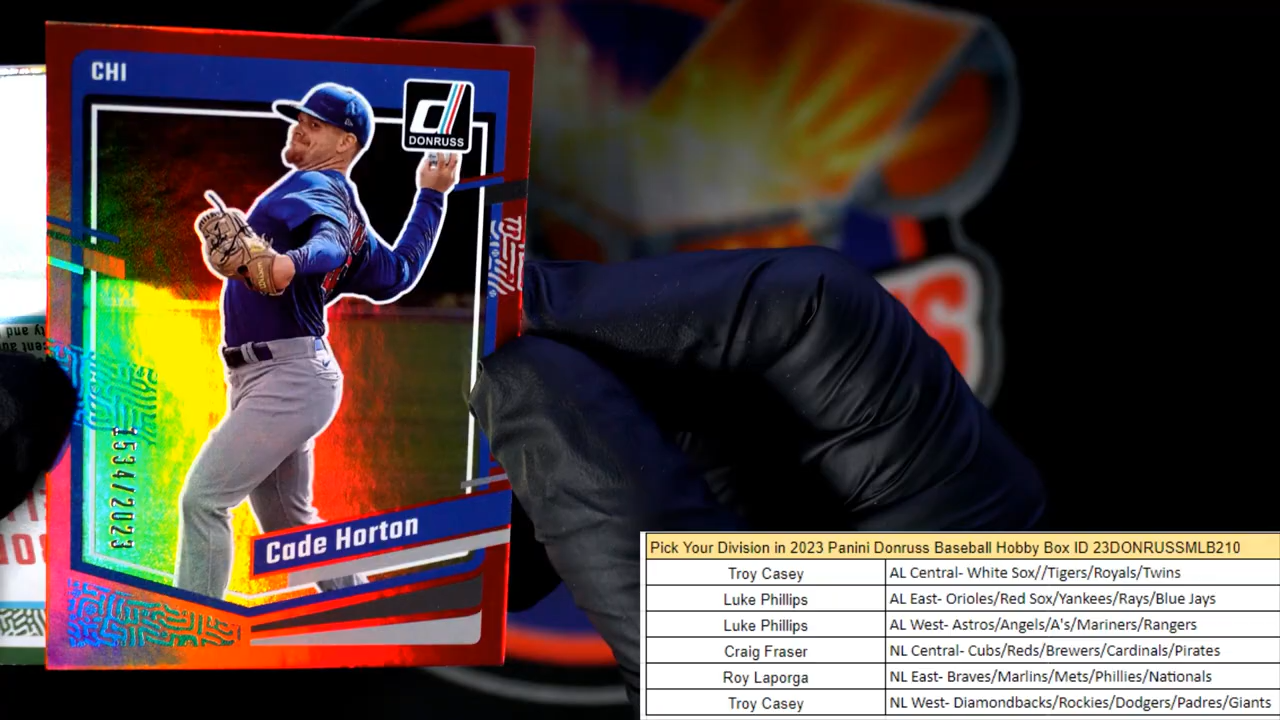 CHI
DONRUSS
1534/2023
Cade Horton
Pick Your Division in 2023 Panini Donruss Baseball Hobby Box ID 23DONRUSSMLB210
Troy Casey AL Central- White Sox//Tigers/Royals/Twins
Luke Phillips AL East- Orioles/Red Sox/Yankees/Rays/Blue Jays
Luke Phillips AL West- Astros/Angels/A's/Mariners/Rangers
Craig Fraser NL Central- Cubs/Reds/Brewers/Cardinals/Pirates
Roy Laporga NL East- Braves/Marlins/Mets/Phillies/Nationals
Troy Casey NL West- Diamondbacks/Rockies/Dodgers/Padres/Giants